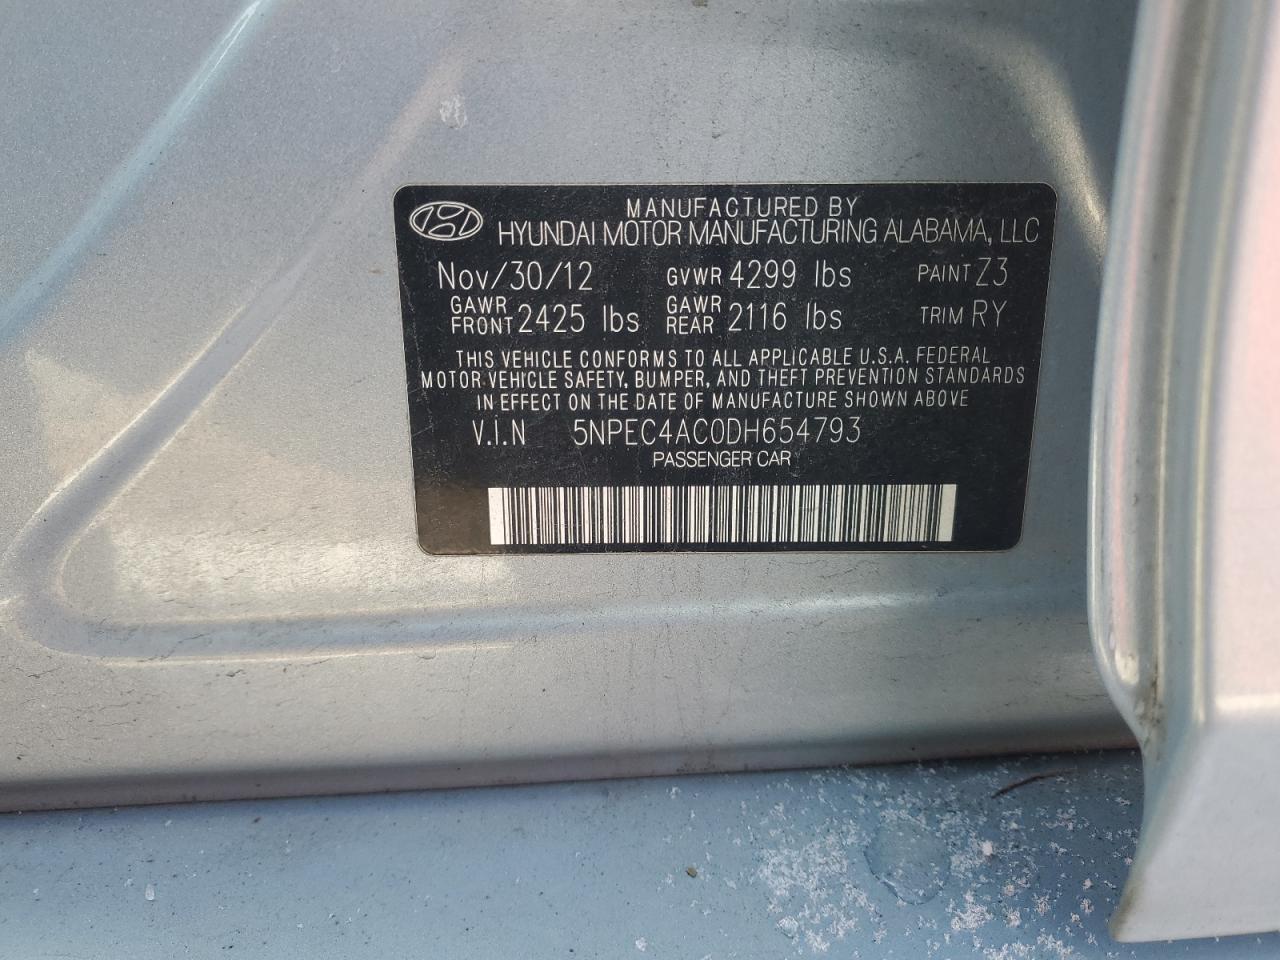 MANUFACTURED BY
HYUNDAI MOTOR MANUFACTURING ALABAMA, LLC
Nov/30/12 GVWR 4299 lbs PAINT Z3
GAWR FRONT 2425 lbs GAWR REAR 2116 lbs TRIM RY
THIS VEHICLE CONFORMS TO ALL APPLICABLE U.S.A. FEDERAL
MOTOR VEHICLE SAFETY, BUMPER, AND THEFT PREVENTION STANDARDS
IN EFFECT ON THE DATE OF MANUFACTURE SHOWN ABOVE
V.I.N 5NPEC4AC0DH654793
PASSENGER CAR